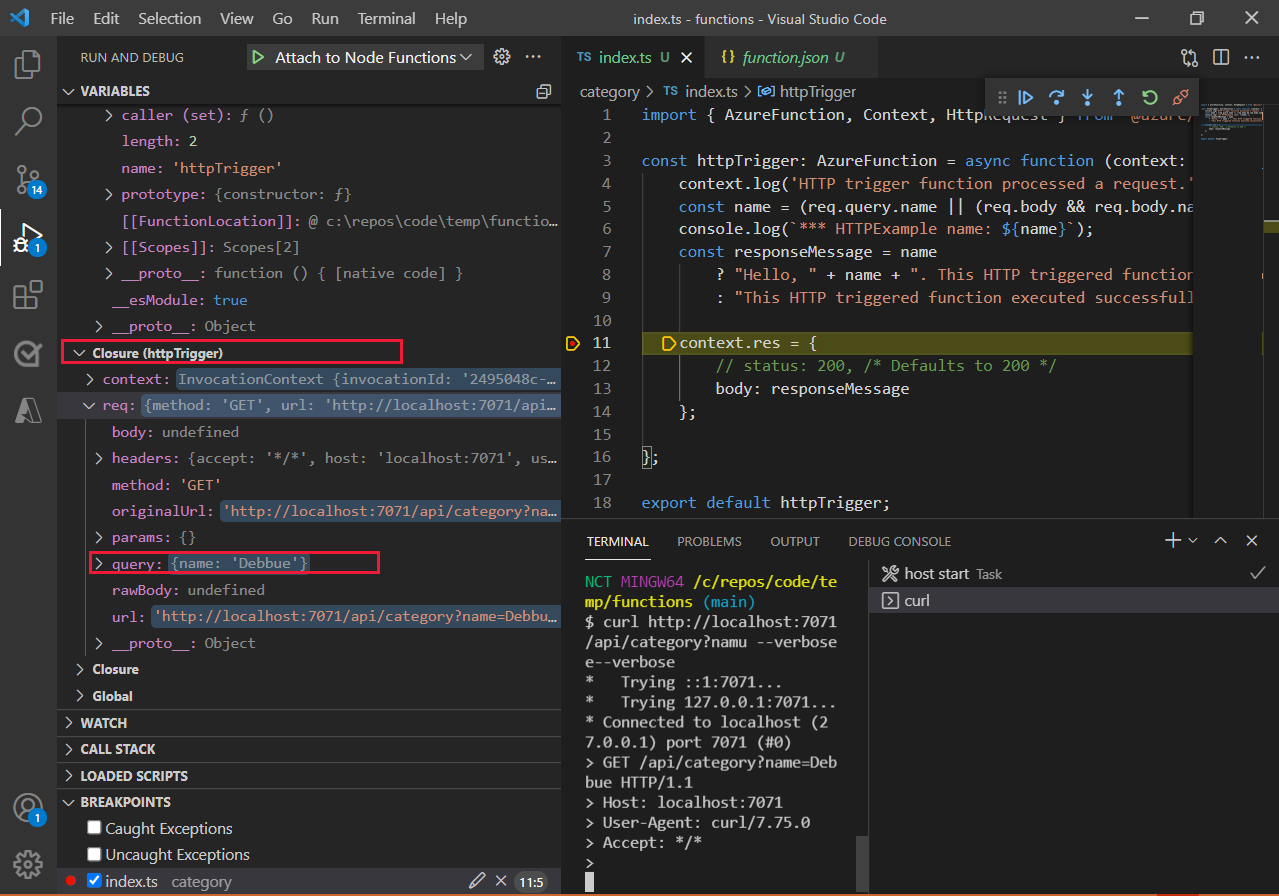 File Edit Selection View Go Run Terminal Help index.ts - functions - Visual Studio Code
RUN AND DEBUG Attach to Node Functions
VARIABLES
caller (set): ƒ ()
length: 2
name: 'httpTrigger'
prototype: {constructor: ƒ}
[[FunctionLocation]]: @ c:\repos\code\temp\functio…
[[Scopes]]: Scopes[2]
__proto__: function () { [native code] }
__esModule: true
__proto__: Object
Closure (httpTrigger)
context: InvocationContext {invocationId: '2495048c-…
req: {method: 'GET', url: 'http://localhost:7071/api…
body: undefined
headers: {accept: '*/*', host: 'localhost:7071', us…
method: 'GET'
originalUrl: 'http://localhost:7071/api/category?na…
params: {}
query: {name: 'Debbue'}
rawBody: undefined
url: 'http://localhost:7071/api/category?name=Debbu…
__proto__: Object
Closure
Global
WATCH
CALL STACK
LOADED SCRIPTS
BREAKPOINTS
Caught Exceptions
Uncaught Exceptions
index.ts category 11:5
14
1
1
TS index.ts U {} function.json U
category > TS index.ts > httpTrigger
1 import { AzureFunction, Context, HttpRequest } from '@azure/
2
3 const httpTrigger: AzureFunction = async function (context:
4 context.log('HTTP trigger function processed a request.'
5 const name = (req.query.name || (req.body && req.body.na
6 console.log(`*** HTTPExample name: ${name}`);
7 const responseMessage = name
8 ? "Hello, " + name + ". This HTTP triggered function
9 : "This HTTP triggered function executed successfull
10
11 context.res = {
12 // status: 200, /* Defaults to 200 */
13 body: responseMessage
14 };
15
16 };
17
18 export default httpTrigger;
TERMINAL PROBLEMS OUTPUT DEBUG CONSOLE
NCT MINGW64 /c/repos/code/te
mp/functions (main)
$ curl http://localhost:7071
/api/category?namu --verbose
e--verbose
* Trying ::1:7071...
* Trying 127.0.0.1:7071...
* Connected to localhost (2
7.0.0.1) port 7071 (#0)
> GET /api/category?name=Deb
bue HTTP/1.1
> Host: localhost:7071
> User-Agent: curl/7.75.0
> Accept: */*
>
host start Task
curl